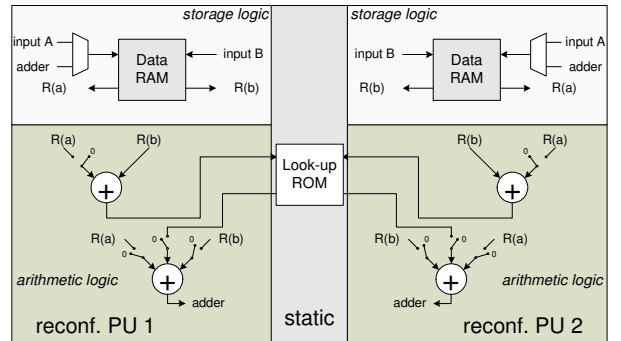 storage logic
storage logic
input A
adder
Data
RAM
input B
R(a)
R(b)
input B
Data
RAM
input A
adder
R(b)
R(a)
R(a)
0
R(b)
Look-up
ROM
R(b)
0
R(a)
R(a)
0
0
0
R(b)
R(b)
0
0
0
R(a)
+
+
+
+
arithmetic logic
adder
adder
arithmetic logic
reconf. PU 1
static
reconf. PU 2